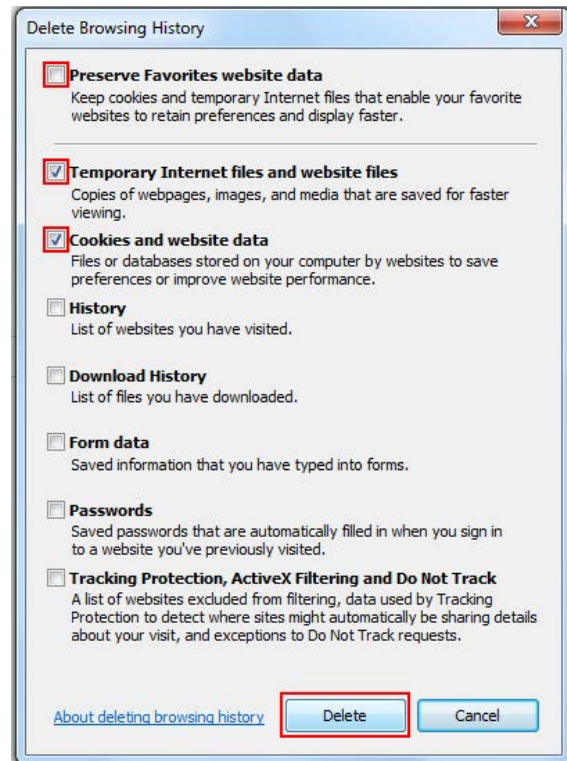 Delete Browsing History
Preserve Favorites website data
Keep cookies and temporary Internet files that enable your favorite
websites to retain preferences and display faster.
Temporary Internet files and website files
Copies of webpages, images, and media that are saved for faster
viewing.
Cookies and website data
Files or databases stored on your computer by websites to save
preferences or improve website performance.
History
List of websites you have visited.
Download History
List of files you have downloaded.
Form data
Saved information that you have typed into forms.
Passwords
Saved passwords that are automatically filled in when you sign in
to a website you've previously visited.
Tracking Protection, ActiveX Filtering and Do Not Track
A list of websites excluded from filtering, data used by Tracking
Protection to detect where sites might automatically be sharing details
about your visit, and exceptions to Do Not Track requests.
About deleting browsing history Delete Cancel